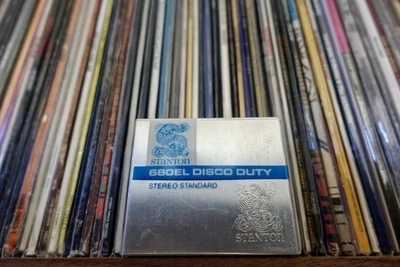 STANTON
680EL DISCO DUTY
STEREO STANDARD
STANTON